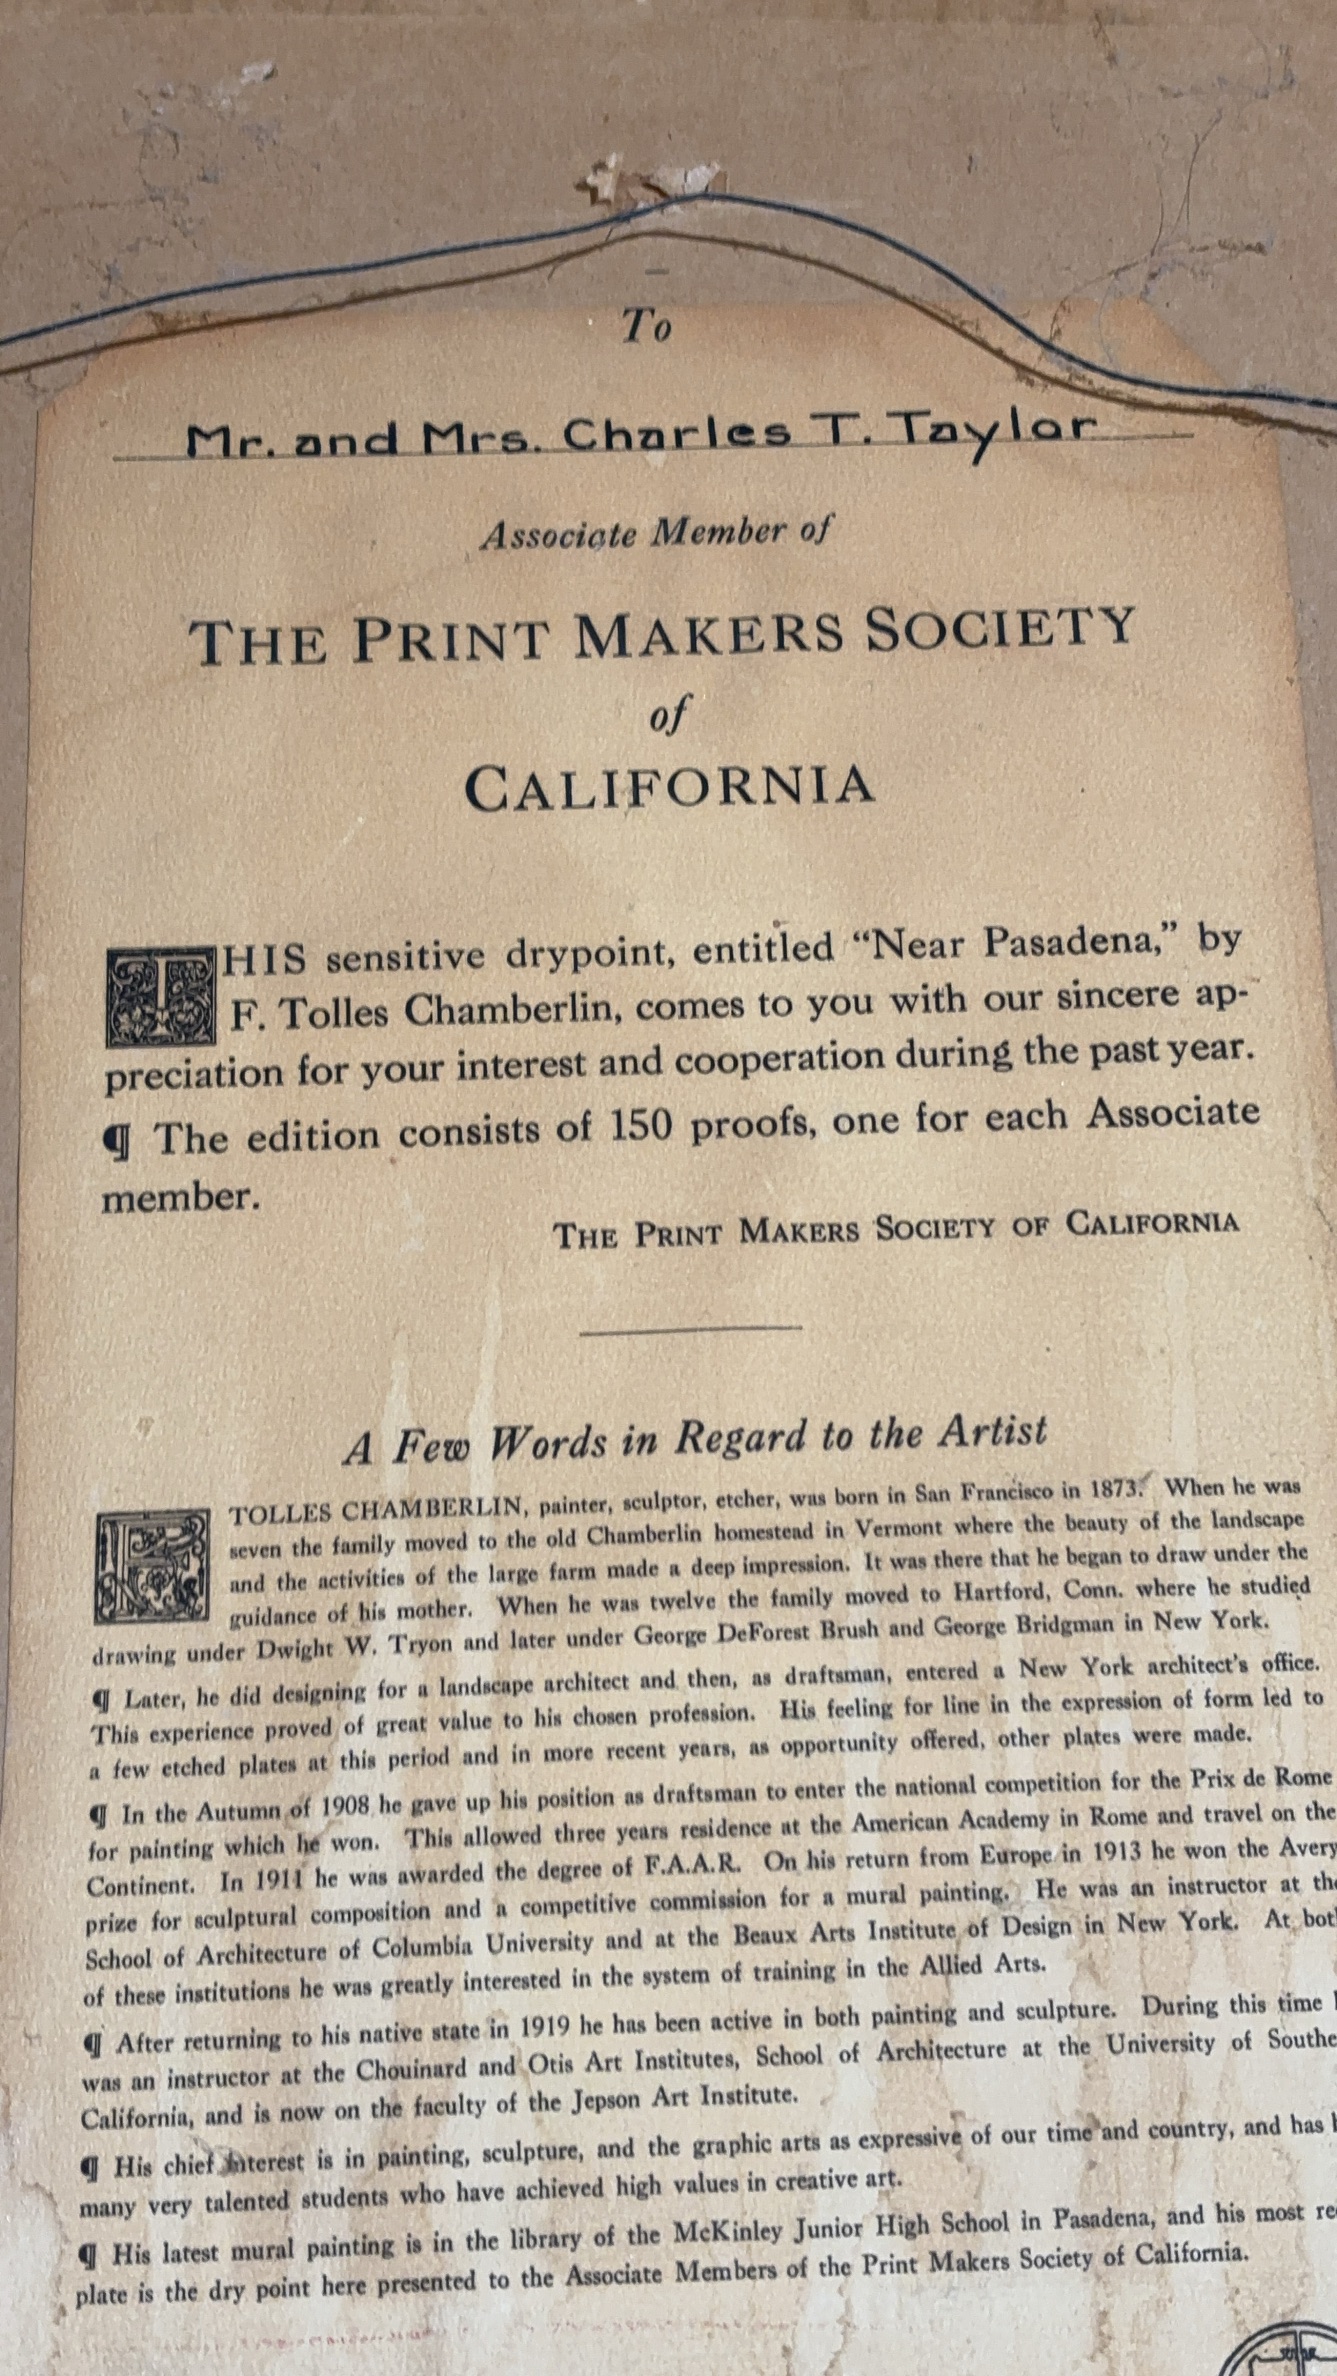 To
Mr. and Mrs. Charles T. Taylor
Associate Member of
THE PRINT MAKERS SOCIETY
of
CALIFORNIA
THIS sensitive drypoint, entitled “Near Pasadena,” by
F. Tolles Chamberlin, comes to you with our sincere ap-
preciation for your interest and cooperation during the past year.
¶ The edition consists of 150 proofs, one for each Associate
member.
THE PRINT MAKERS SOCIETY OF CALIFORNIA
A Few Words in Regard to the Artist
F TOLLES CHAMBERLIN, painter, sculptor, etcher, was born in San Francisco in 1873. When he was
seven the family moved to the old Chamberlin homestead in Vermont where the beauty of the landscape
and the activities of the large farm made a deep impression. It was there that he began to draw under the
guidance of his mother. When he was twelve the family moved to Hartford, Conn. where he studied
drawing under Dwight W. Tryon and later under George DeForest Brush and George Bridgman in New York.
¶ Later, he did designing for a landscape architect and then, as draftsman, entered a New York architect's office.
This experience proved of great value to his chosen profession. His feeling for line in the expression of form led to
a few etched plates at this period and in more recent years, as opportunity offered, other plates were made.
¶ In the Autumn of 1908 he gave up his position as draftsman to enter the national competition for the Prix de Rome
for painting which he won. This allowed three years residence at the American Academy in Rome and travel on the
Continent. In 1911 he was awarded the degree of F.A.A.R. On his return from Europe in 1913 he won the Avery
prize for sculptural composition and a competitive commission for a mural painting. He was an instructor at the
School of Architecture of Columbia University and at the Beaux Arts Institute of Design in New York. At both
of these institutions he was greatly interested in the system of training in the Allied Arts.
¶ After returning to his native state in 1919 he has been active in both painting and sculpture. During this time
was an instructor at the Chouinard and Otis Art Institutes, School of Architecture at the University of Southe
California, and is now on the faculty of the Jepson Art Institute.
¶ His chief interest is in painting, sculpture, and the graphic arts as expressive of our time and country, and has
many very talented students who have achieved high values in creative art.
¶ His latest mural painting is in the library of the McKinley Junior High School in Pasadena, and his most re
plate is the dry point here presented to the Associate Members of the Print Makers Society of California.